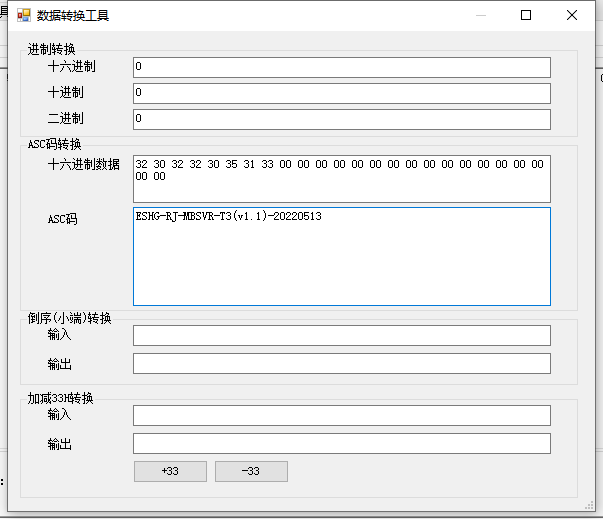 数据转换工具
进制转换
十六进制 0
十进制 0
二进制 0
ASC码转换
十六进制数据 32 30 32 32 30 35 31 33 00 00 00 00 00 00 00 00 00 00 00 00 00 00 00
00 00
ASC码 ESHG-RJ-MBSVR-T3(v1.1)-20220513
倒序(小端)转换
输入
输出
加减33H转换
输入
输出
+33 -33